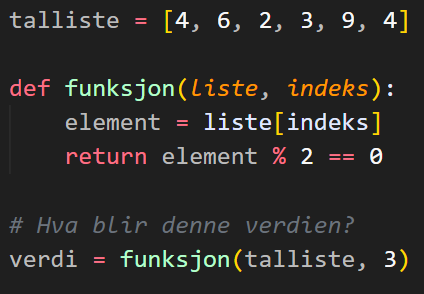 talliste = [4, 6, 2, 3, 9, 4]
def funksjon(liste, indeks):
    element = liste[indeks]
    return element % 2 == 0
# Hva blir denne verdien?
verdi = funksjon(talliste, 3)